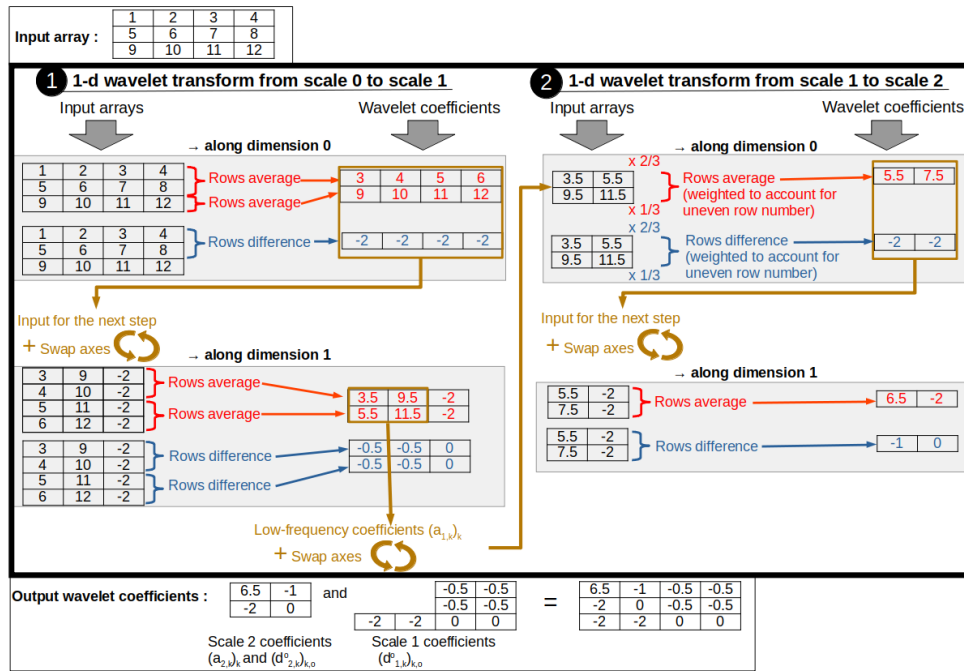 Input array :
1 2 3 4
5 6 7 8
9 10 11 12
1 1-d wavelet transform from scale 0 to scale 1
Input arrays Wavelet coefficients
→ along dimension 0
1 2 3 4
5 6 7 8
9 10 11 12
Rows average
Rows average
3 4 5 6
9 10 11 12
1 2 3 4
5 6 7 8
9 10 11 12
Rows difference
-2 -2 -2 -2
Input for the next step
+ Swap axes
→ along dimension 1
3 9 -2
4 10 -2
5 11 -2
6 12 -2
Rows average
Rows average
3.5 9.5 -2
5.5 11.5 -2
3 9 -2
4 10 -2
5 11 -2
6 12 -2
Rows difference
Rows difference
-0.5 -0.5 0
-0.5 -0.5 0
Low-frequency coefficients (a1,k)k
+ Swap axes
2 1-d wavelet transform from scale 1 to scale 2
Input arrays Wavelet coefficients
→ along dimension 0
x 2/3
3.5 5.5
9.5 11.5
x 1/3
Rows average
(weighted to account for
uneven row number)
5.5 7.5
x 2/3
3.5 5.5
9.5 11.5
x 1/3
Rows difference
(weighted to account for
uneven row number)
-2 -2
Input for the next step
+ Swap axes
→ along dimension 1
5.5 -2
7.5 -2
Rows average
6.5 -2
5.5 -2
7.5 -2
Rows difference
-1 0
Output wavelet coefficients :
6.5 -1
-2 0
and
-0.5 -0.5
-0.5 -0.5
-2 -2 0 0
=
6.5 -1 -0.5 -0.5
-2 0 -0.5 -0.5
-2 -2 0 0
Scale 2 coefficients
(a2,k)k and (do2,k)k,o
Scale 1 coefficients
(do1,k)k,o